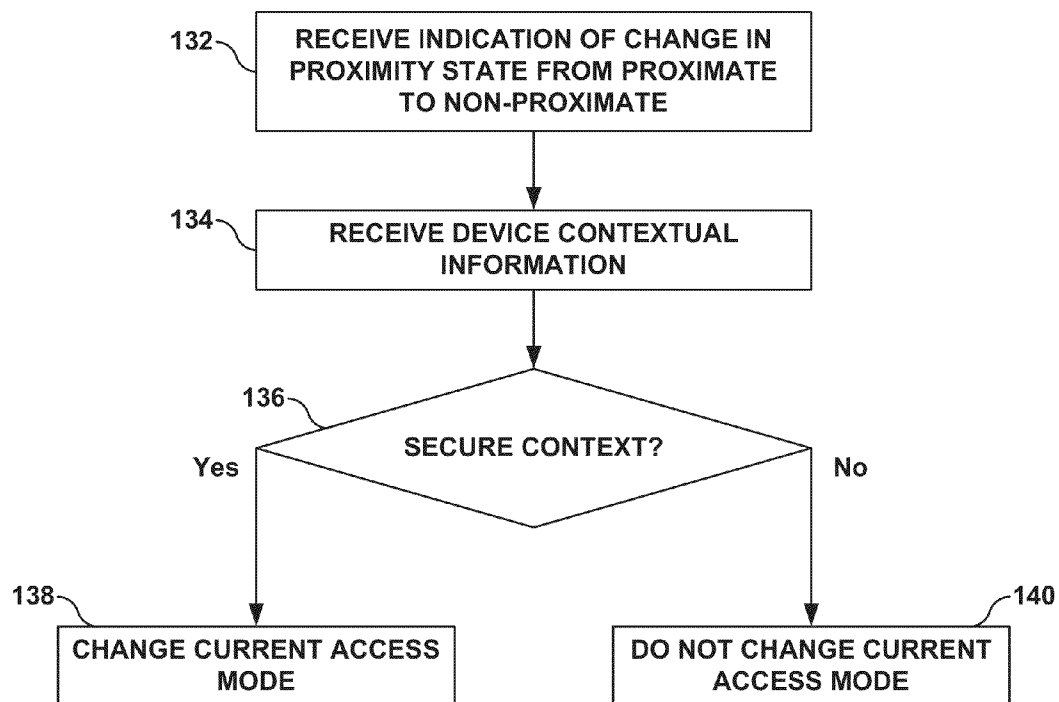 132
RECEIVE INDICATION OF CHANGE IN
PROXIMITY STATE FROM PROXIMATE
TO NON-PROXIMATE
134
RECEIVE DEVICE CONTEXTUAL
INFORMATION
136
SECURE CONTEXT?
Yes
No
138
CHANGE CURRENT ACCESS
MODE
140
DO NOT CHANGE CURRENT
ACCESS MODE